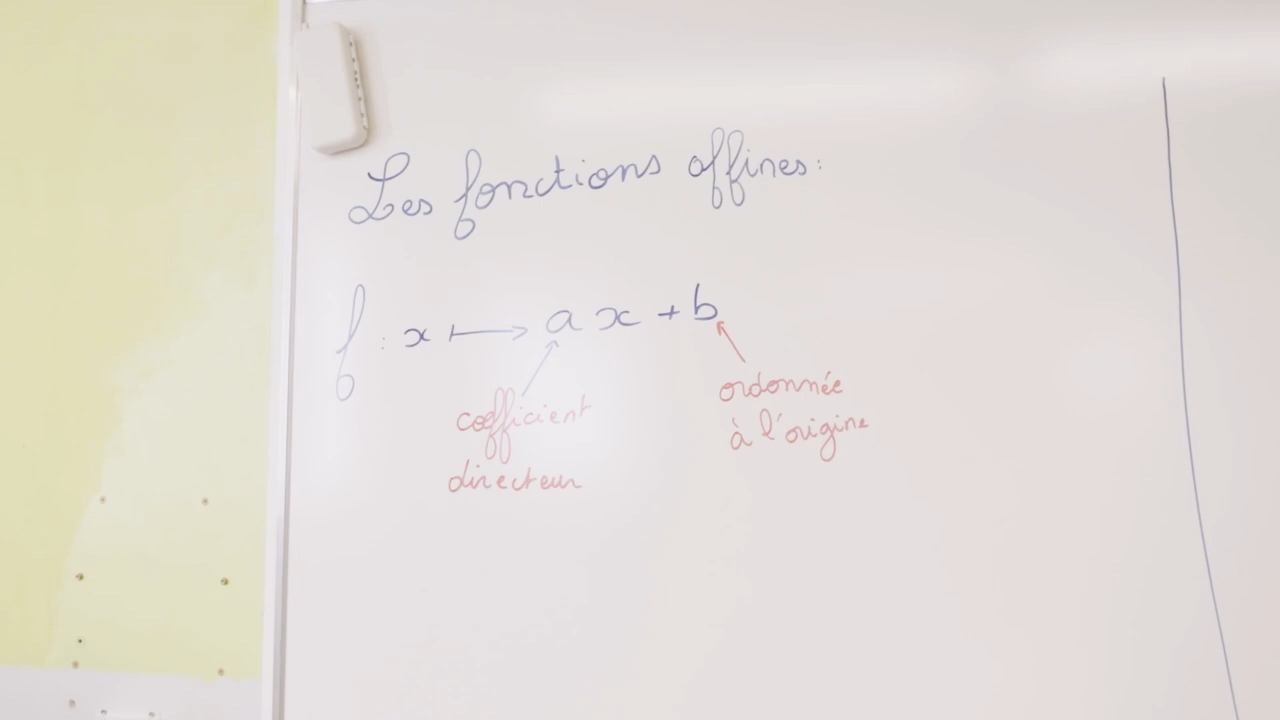 Les fonctions affines:
f : x ↦ a x + b
coefficient
directeur
ordonnée
à l'origine